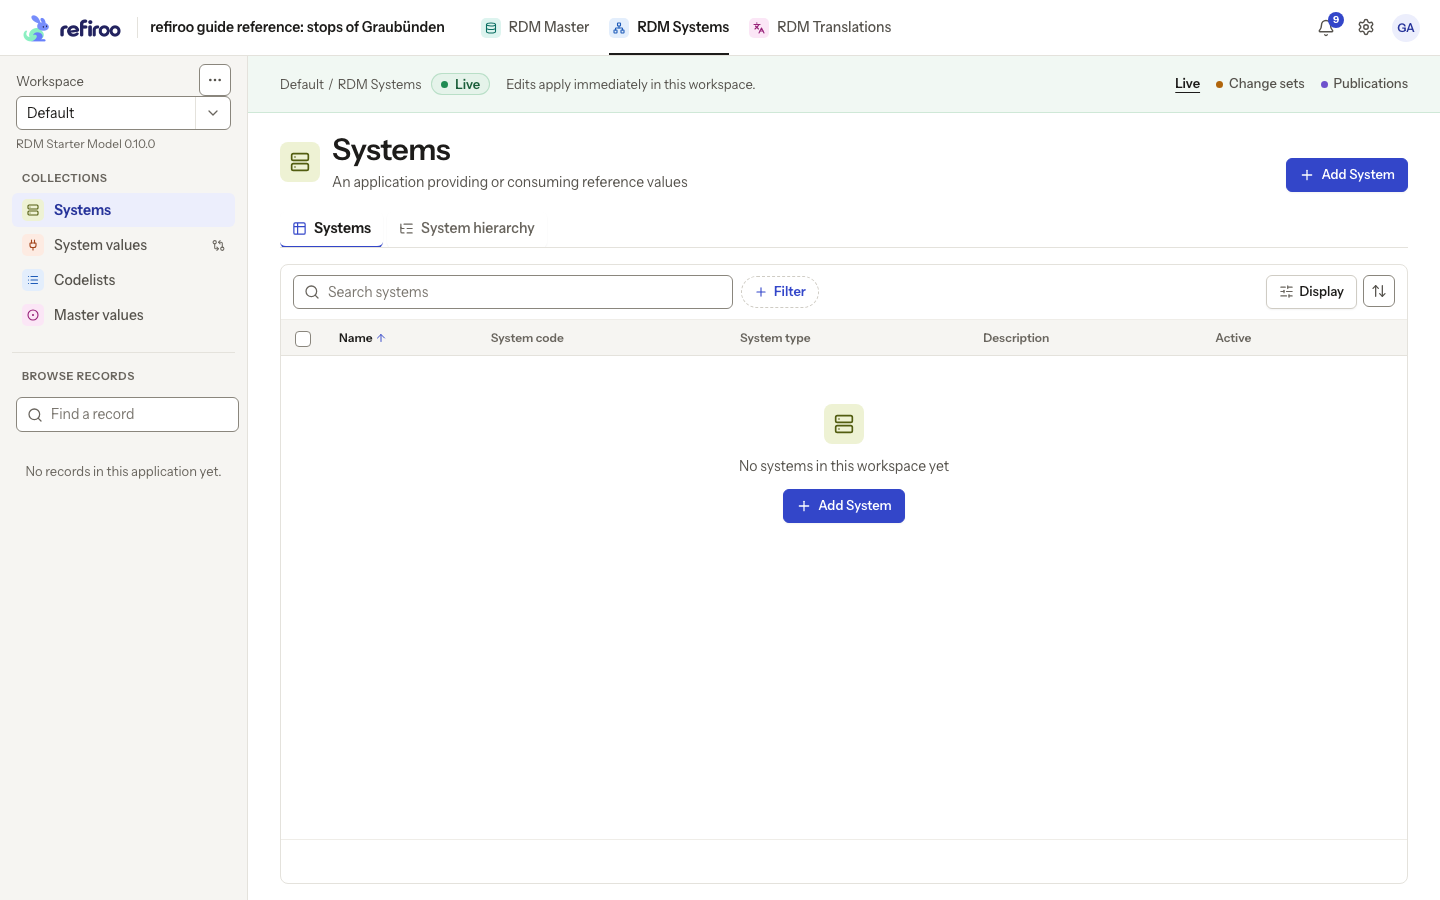 refiroo
refiroo guide reference: stops of Graubünden
RDM Master
RDM Systems
RDM Translations
9
GA
Workspace
Default
RDM Starter Model 0.10.0
COLLECTIONS
Systems
System values
Codelists
Master values
BROWSE RECORDS
Find a record
No records in this application yet.
Default / RDM Systems
Live
Edits apply immediately in this workspace.
Live
Change sets
Publications
Systems
An application providing or consuming reference values
Add System
Systems
System hierarchy
Search systems
Filter
Display
Name
System code
System type
Description
Active
No systems in this workspace yet
Add System